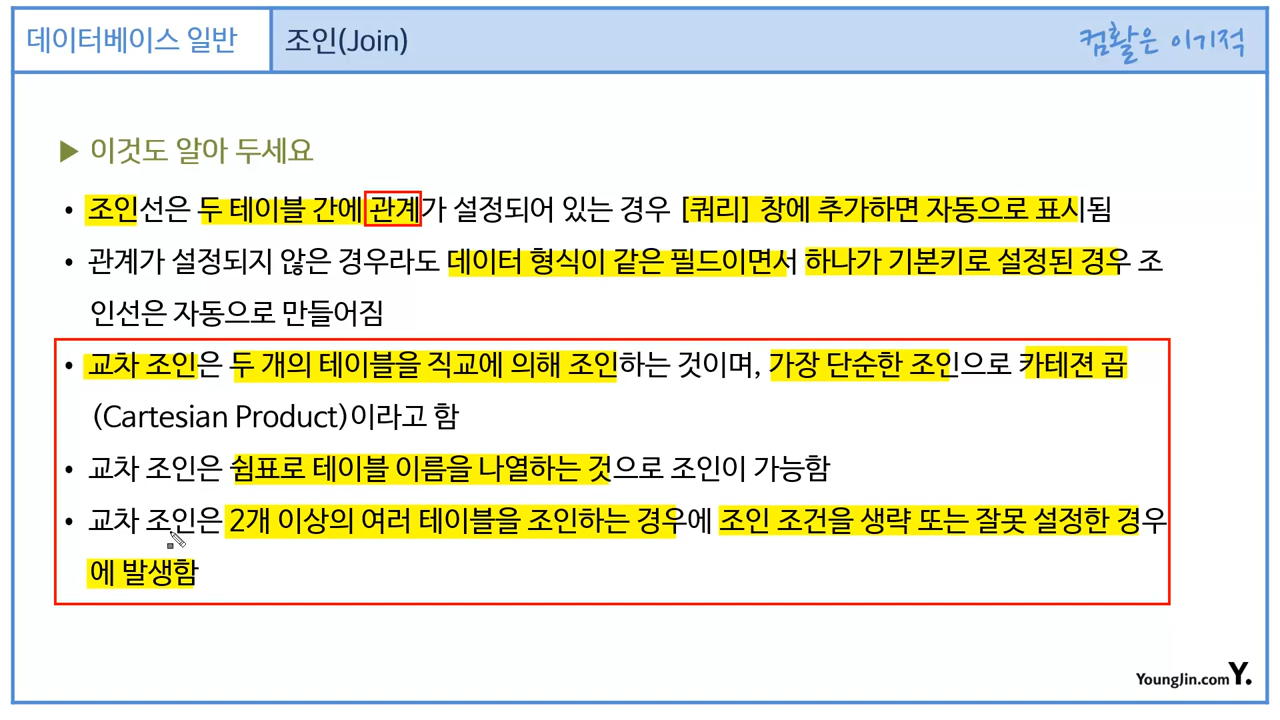 데이터베이스 일반
조인(Join)
컴활은 이기적
▶ 이것도 알아 두세요
• 조인선은 두 테이블 간에 관계가 설정되어 있는 경우 [쿼리] 창에 추가하면 자동으로 표시됨
• 관계가 설정되지 않은 경우라도 데이터 형식이 같은 필드이면서 하나가 기본키로 설정된 경우 조
인선은 자동으로 만들어짐
• 교차 조인은 두 개의 테이블을 직교에 의해 조인하는 것이며, 가장 단순한 조인으로 카테젼 곱
(Cartesian Product)이라고 함
• 교차 조인은 쉼표로 테이블 이름을 나열하는 것으로 조인이 가능함
• 교차 조인은 2개 이상의 여러 테이블을 조인하는 경우에 조인 조건을 생략 또는 잘못 설정한 경우
에 발생함
YoungJin.com Y.